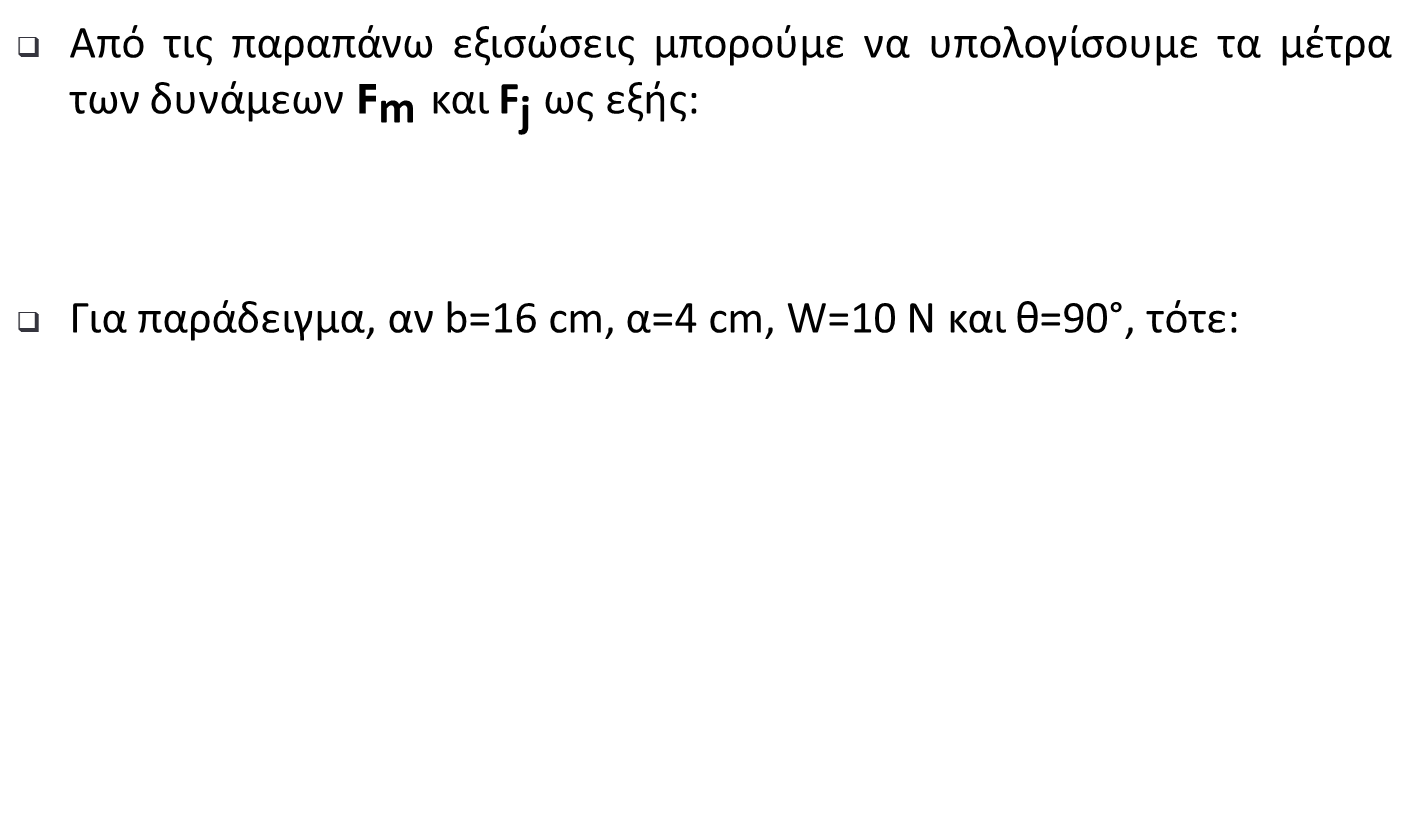 ❑ Από τις παραπάνω εξισώσεις μπορούμε να υπολογίσουμε τα μέτρα
των δυνάμεων Fm και Fj ως εξής:
❑ Για παράδειγμα, αν b=16 cm, α=4 cm, W=10 N και θ=90°, τότε: